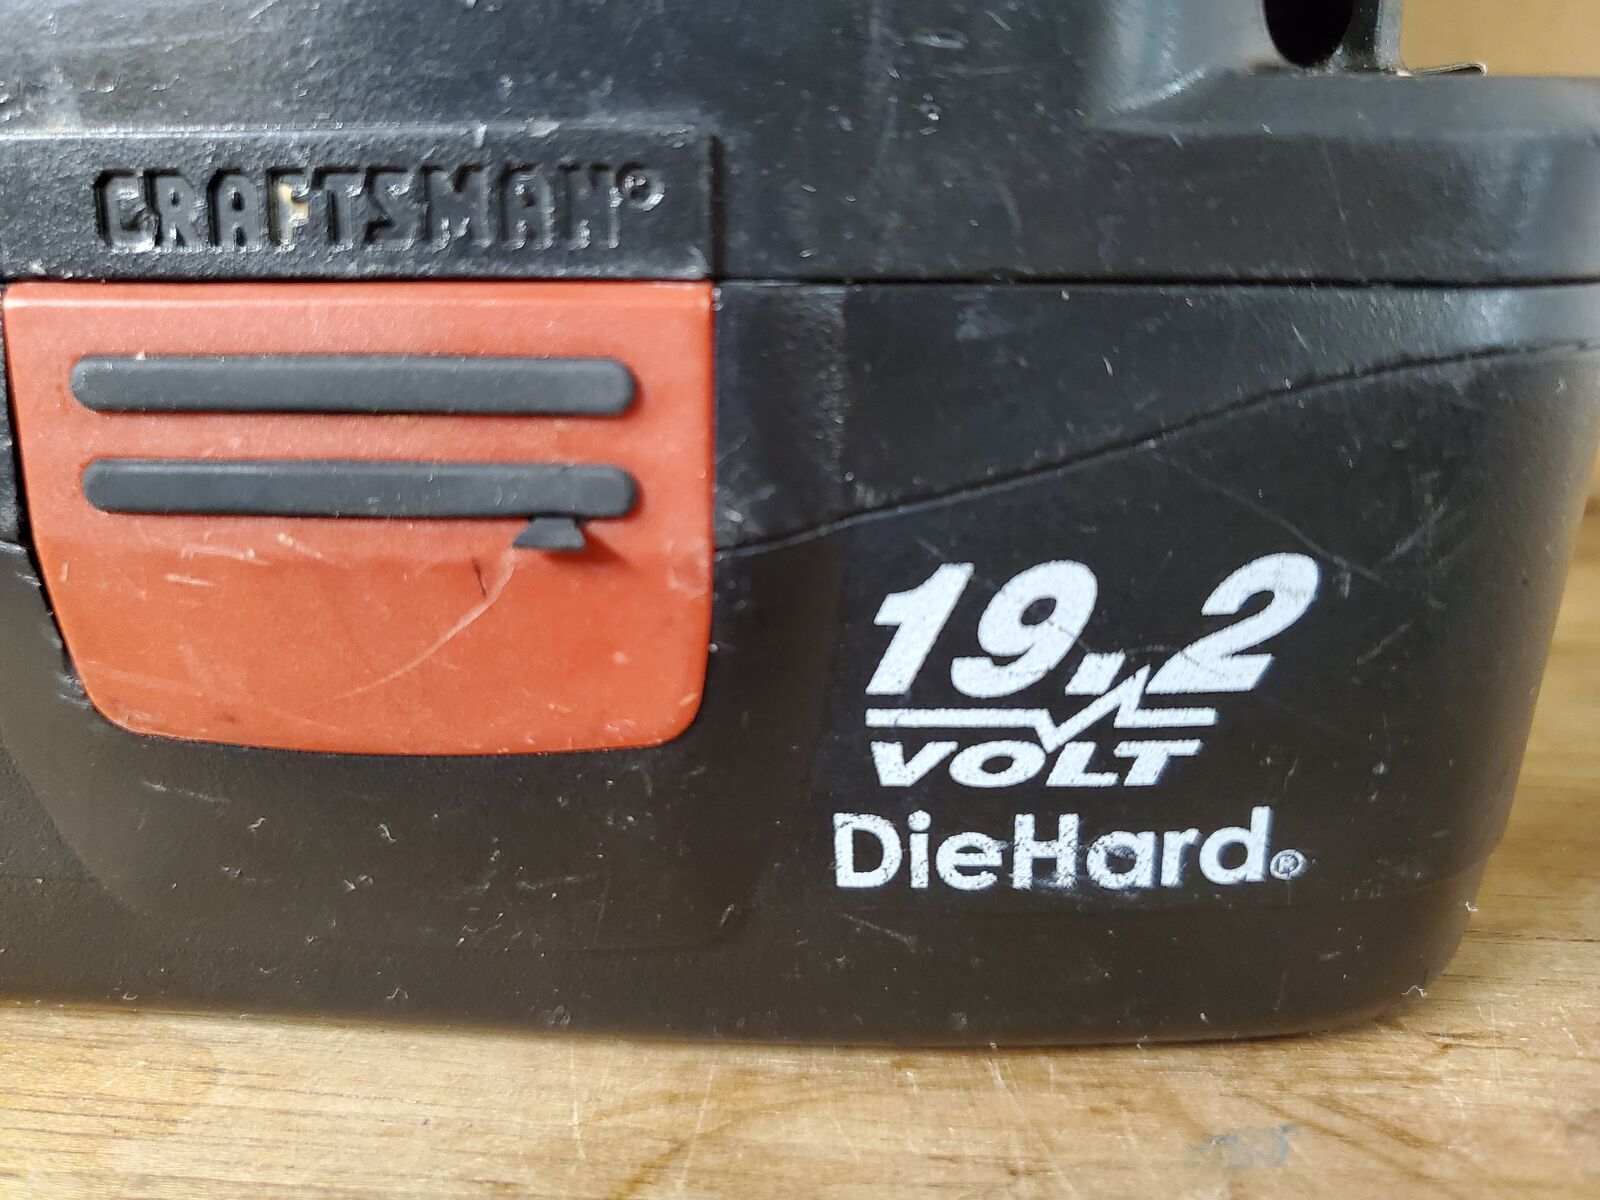 CRAFTSMAN®
19.2
VOLT
DieHard®